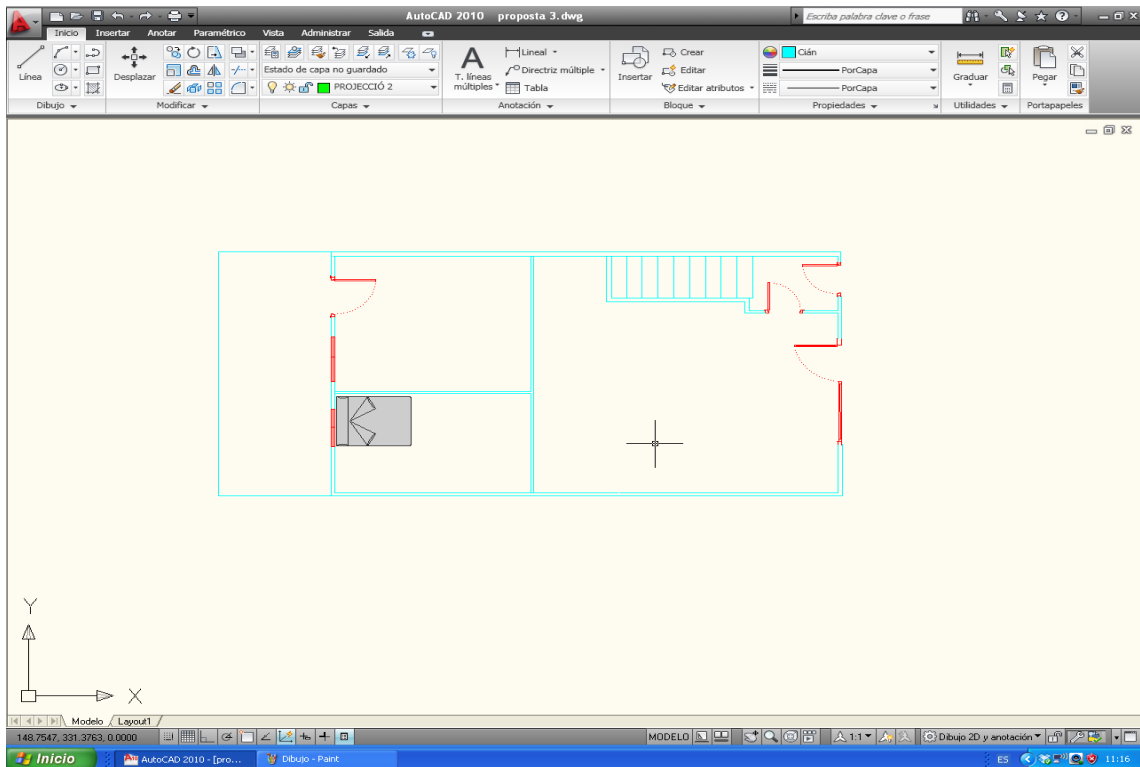 AutoCAD 2010 proposta 3.dwg
Escriba palabra clave o frase
Inicio Insertar Anotar Paramétrico Vista Administrar Salida
Línea
Desplazar
Estado de capa no guardado
PROJECCIÓ 2
A
T. líneas múltiples
Lineal
Directriz múltiple
Tabla
Insertar
Crear
Editar
Editar atributos
Cián
PorCapa
PorCapa
Graduar
Pegar
Dibujo Modificar Capas Anotación Bloque Propiedades Utilidades Portapapeles
Y
X
Modelo Layout1
148.7547, 331.3763, 0.0000 MODELO 1:1 Dibujo 2D y anotación
Inicio AutoCAD 2010 - [pro... Dibujo - Paint ES 11:16